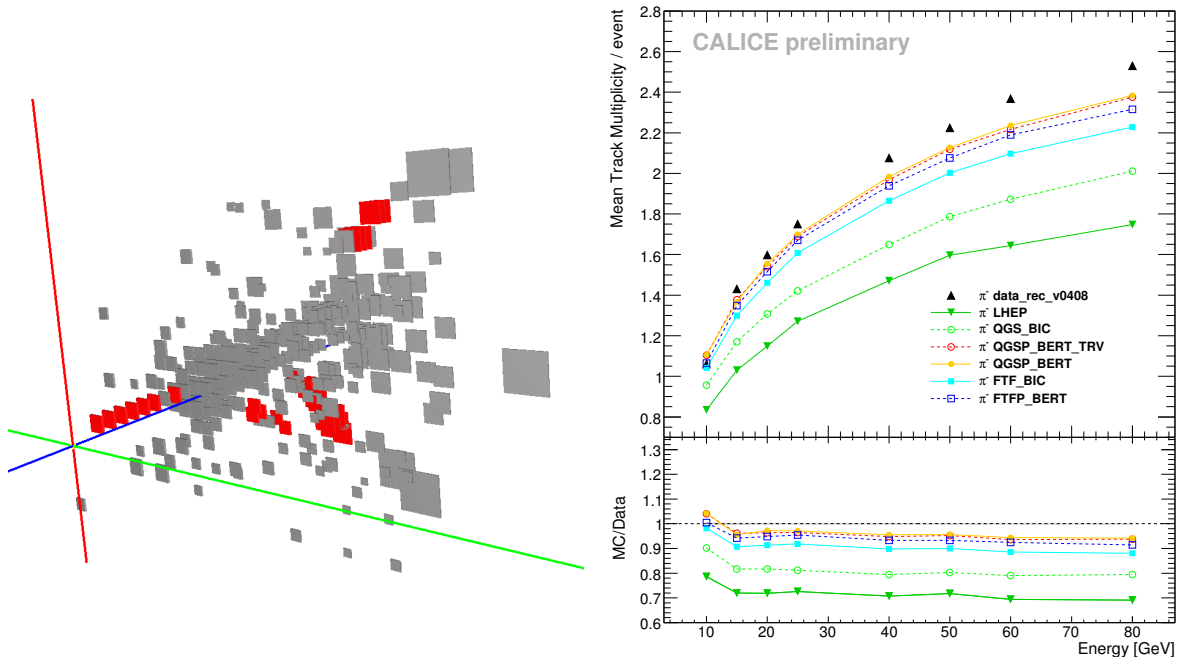 CALICE preliminary
Mean Track Multiplicity / event
2.8
2.6
2.4
2.2
2
1.8
1.6
1.4
1.2
1
0.8
π- data_rec_v0408
π- LHEP
π- QGS_BIC
π- QGSP_BERT_TRV
π- QGSP_BERT
π- FTF_BIC
π- FTFP_BERT
MC/Data
1.3
1.2
1.1
1
0.9
0.8
0.7
0.6
10 20 30 40 50 60 70 80
Energy [GeV]